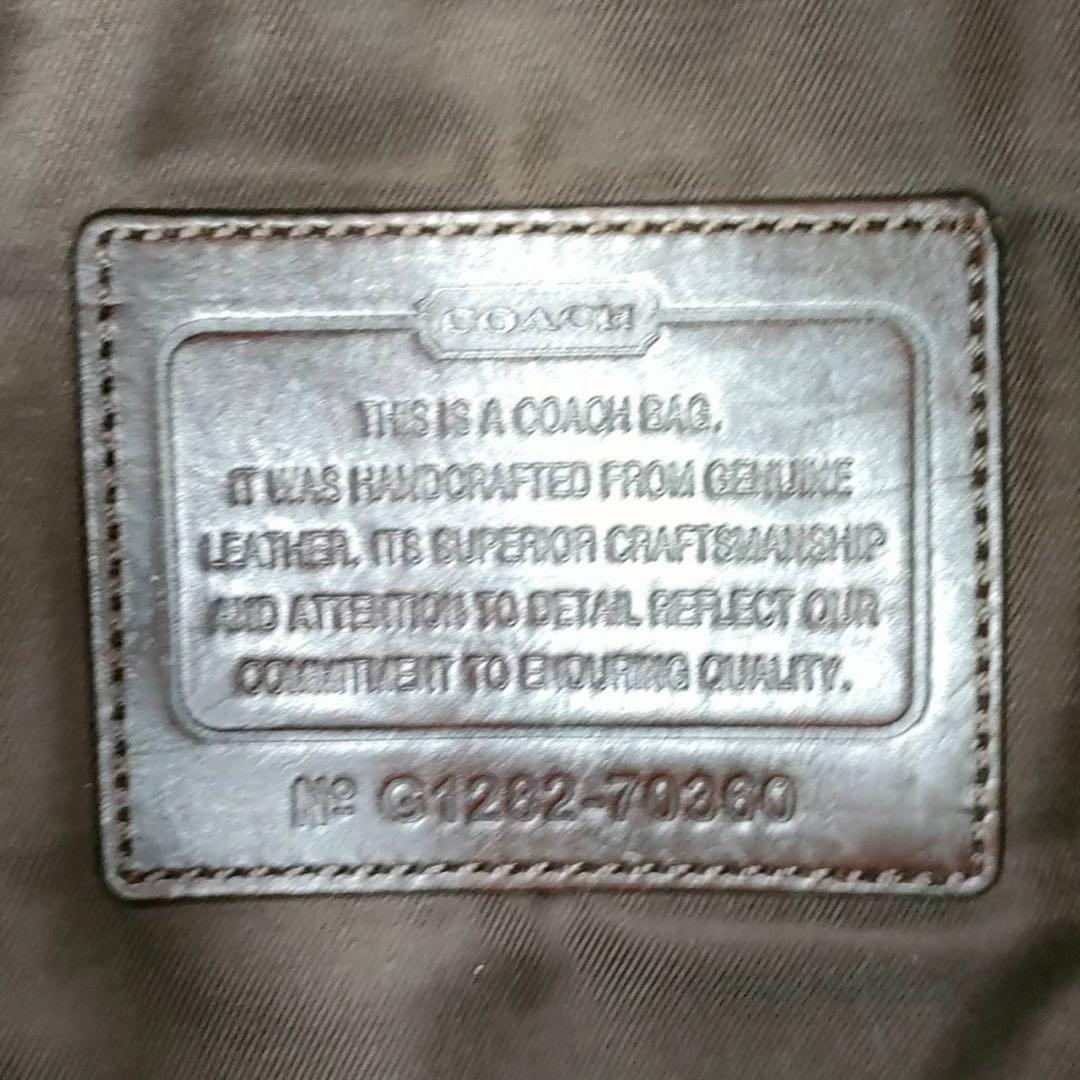 COACH
THIS IS A COACH BAG.
IT WAS HANDCRAFTED FROM GENUINE
LEATHER. ITS SUPERIOR CRAFTSMANSHIP
AND ATTENTION TO DETAIL REFLECT OUR
COMMITMENT TO ENDURING QUALITY.
Nº G1282-70360